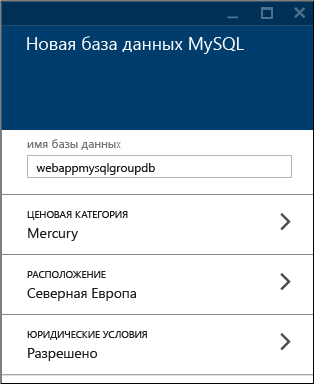 Новая база данных MySQL
имя базы данных
webappmysqlgroupdb
ЦЕНОВАЯ КАТЕГОРИЯ
Mercury
РАСПОЛОЖЕНИЕ
Северная Европа
ЮРИДИЧЕСКИЕ УСЛОВИЯ
Разрешено